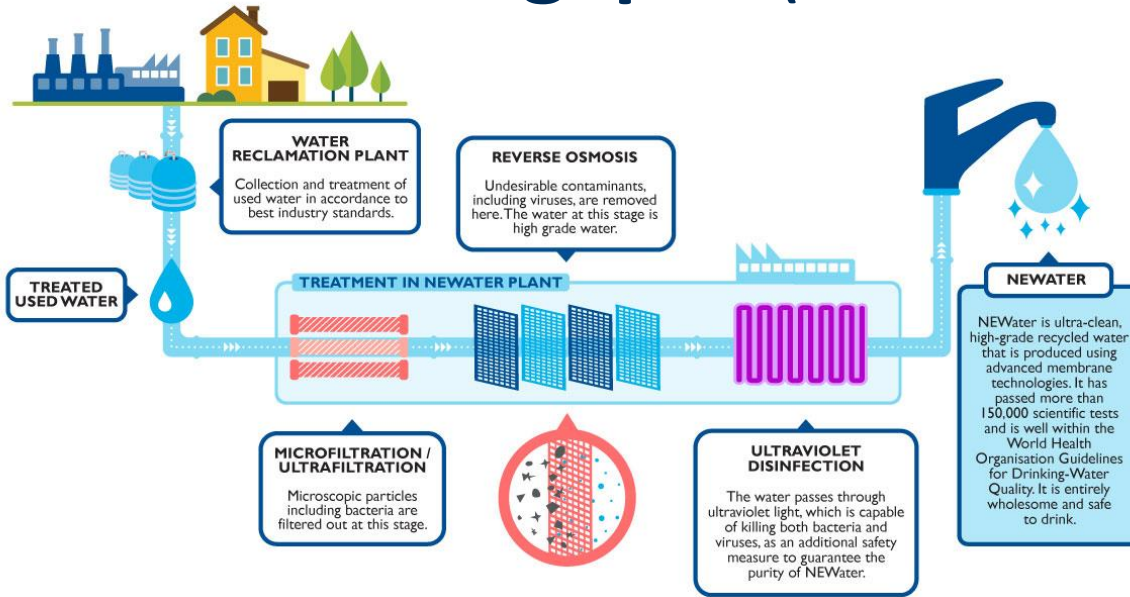 WATER
RECLAMATION PLANT
Collection and treatment of
used water in accordance to
best industry standards.
REVERSE OSMOSIS
Undesirable contaminants,
including viruses, are removed
here. The water at this stage is
high grade water.
TREATED
USED WATER
TREATMENT IN NEWATER PLANT
MICROFILTRATION /
ULTRAFILTRATION
Microscopic particles
including bacteria are
filtered out at this stage.
ULTRAVIOLET
DISINFECTION
The water passes through
ultraviolet light, which is capable
of killing both bacteria and
viruses, as an additional safety
measure to guarantee the
purity of NEWater.
NEWATER
NEWater is ultra-clean,
high-grade recycled water
that is produced using
advanced membrane
technologies. It has
passed more than
150,000 scientific tests
and is well within the
World Health
Organisation Guidelines
for Drinking-Water
Quality. It is entirely
wholesome and safe
to drink.